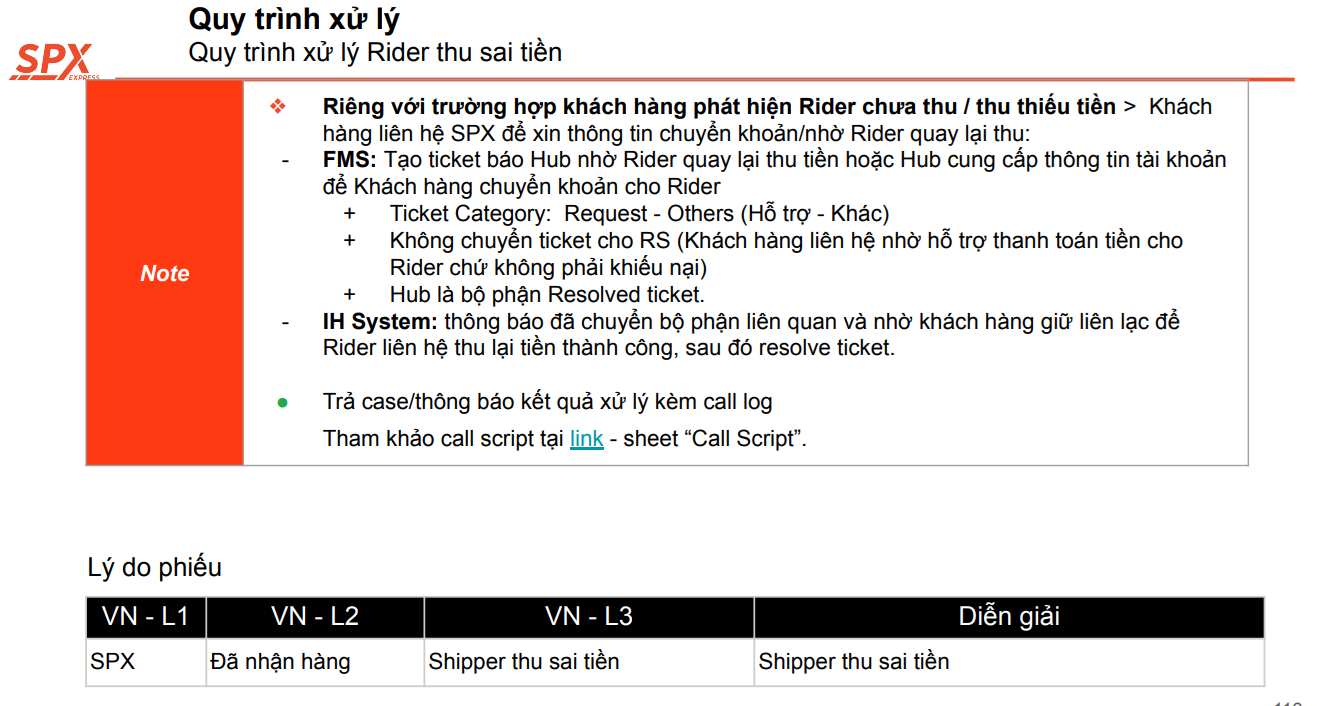 Quy trình xử lý
Quy trình xử lý Rider thu sai tiền
SPX
EXPRESS
Note
❖ Riêng với trường hợp khách hàng phát hiện Rider chưa thu / thu thiếu tiền > Khách
hàng liên hệ SPX để xin thông tin chuyển khoản/nhờ Rider quay lại thu:
- FMS: Tạo ticket báo Hub nhờ Rider quay lại thu tiền hoặc Hub cung cấp thông tin tài khoản
để Khách hàng chuyển khoản cho Rider
+ Ticket Category: Request - Others (Hỗ trợ - Khác)
+ Không chuyển ticket cho RS (Khách hàng liên hệ nhờ hỗ trợ thanh toán tiền cho
Rider chứ không phải khiếu nại)
+ Hub là bộ phận Resolved ticket.
- IH System: thông báo đã chuyển bộ phận liên quan và nhờ khách hàng giữ liên lạc để
Rider liên hệ thu lại tiền thành công, sau đó resolve ticket.
● Trả case/thông báo kết quả xử lý kèm call log
Tham khảo call script tại link - sheet “Call Script”.
Lý do phiếu
VN - L1 VN - L2 VN - L3 Diễn giải
SPX Đã nhận hàng Shipper thu sai tiền Shipper thu sai tiền